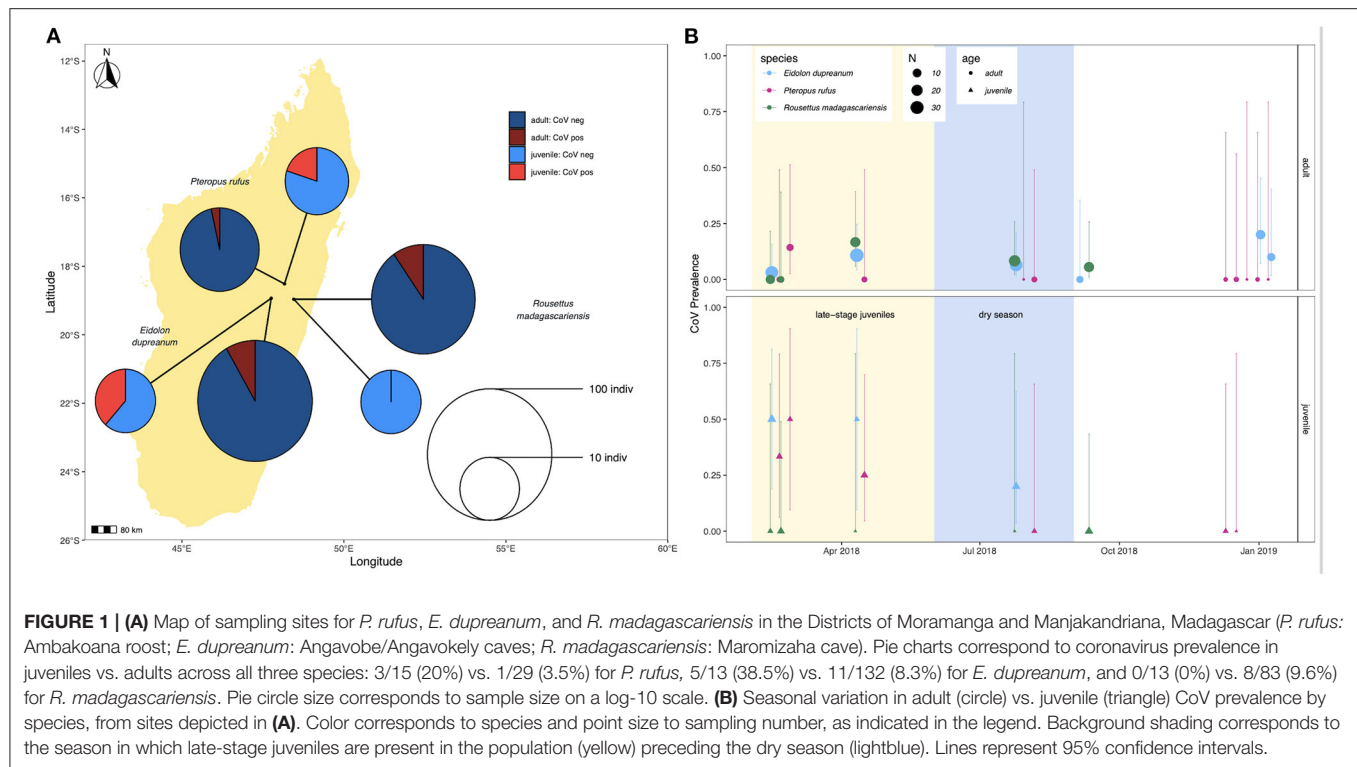 A
N
12°S
14°S
16°S
18°S
20°S
22°S
24°S
26°S
Latitude
45°E
50°E
55°E
60°E
Longitude
80 km
adult: CoV neg
adult: CoV pos
juvenile: CoV neg
juvenile: CoV pos
Pteropus rufus
Rousettus
madagascariensis
Eidolon
dupreanum
100 indiv
10 indiv
B
species
Eidolon dupreanum
Pteropus rufus
Rousettus madagascariensis
N
10
20
30
age
adult
juvenile
1.00
0.75
0.50
0.25
0.00
adult
CoV Prevalence
late-stage juveniles
dry season
1.00
0.75
0.50
0.25
0.00
juvenile
Apr 2018
Jul 2018
Oct 2018
Jan 2019
FIGURE 1 | (A) Map of sampling sites for P. rufus, E. dupreanum, and R. madagascariensis in the Districts of Moramanga and Manjakandriana, Madagascar (P. rufus:
Ambakoana roost; E. dupreanum: Angavobe/Angavokely caves; R. madagascariensis: Maromizaha cave). Pie charts correspond to coronavirus prevalence in
juveniles vs. adults across all three species: 3/15 (20%) vs. 1/29 (3.5%) for P. rufus, 5/13 (38.5%) vs. 11/132 (8.3%) for E. dupreanum, and 0/13 (0%) vs. 8/83 (9.6%)
for R. madagascariensis. Pie circle size corresponds to sample size on a log-10 scale. (B) Seasonal variation in adult (circle) vs. juvenile (triangle) CoV prevalence by
species, from sites depicted in (A). Color corresponds to species and point size to sampling number, as indicated in the legend. Background shading corresponds to
the season in which late-stage juveniles are present in the population (yellow) preceding the dry season (lightblue). Lines represent 95% confidence intervals.